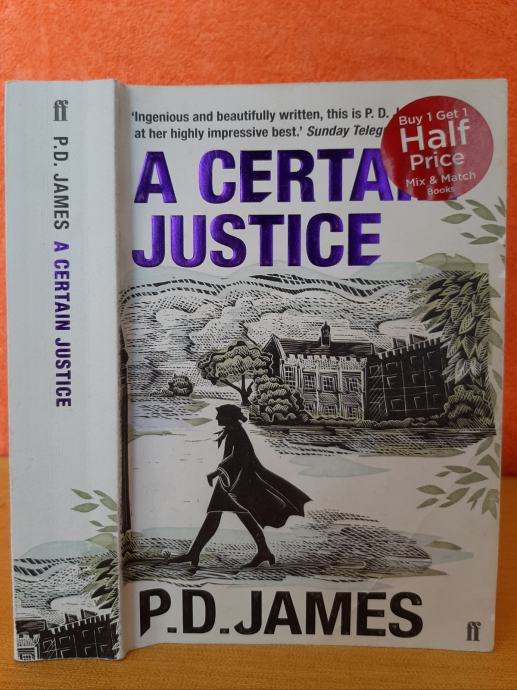 ff
P.D. JAMES A CERTAIN JUSTICE
'Ingenious and beautifully written, this is P. D. J
at her highly impressive best.' Sunday Telegr
Buy 1 Get 1
Half
Price
Mix & Match
Books
A CERTAI
JUSTICE
P.D.JAMES
ff